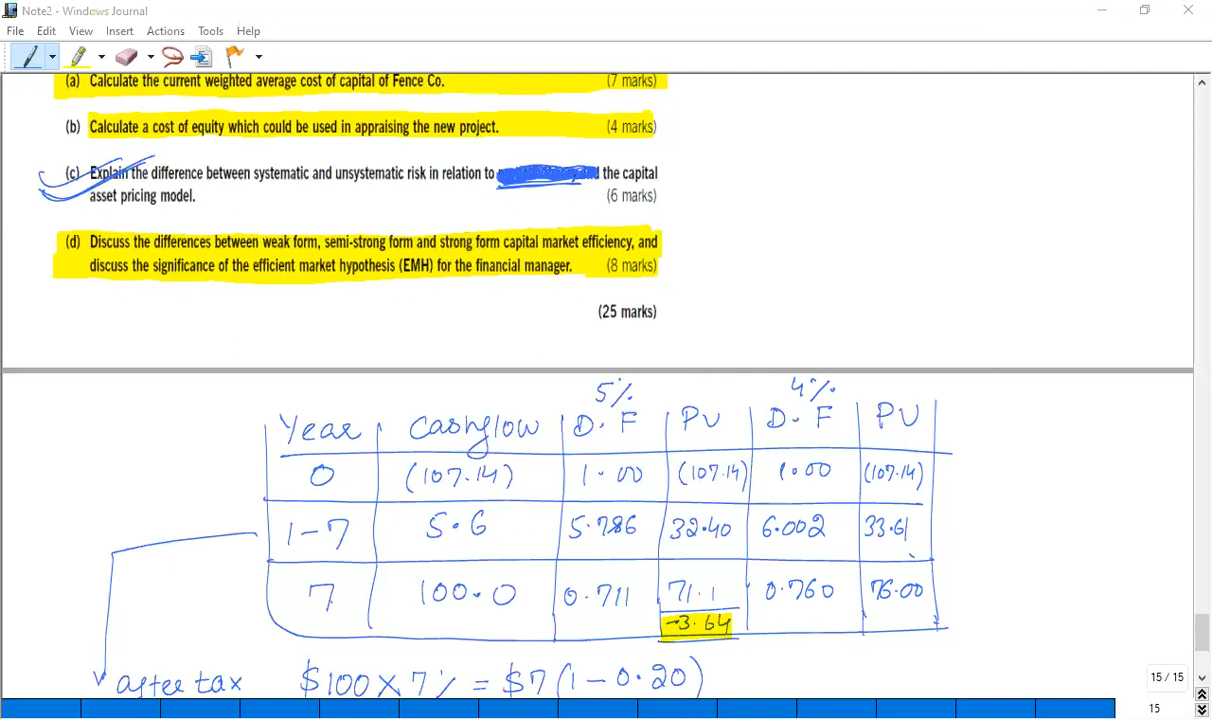 Note2 - Windows Journal
File Edit View Insert Actions Tools Help
(a) Calculate the current weighted average cost of capital of Fence Co. (7 marks)
(b) Calculate a cost of equity which could be used in appraising the new project. (4 marks)
(c) Explain the difference between systematic and unsystematic risk in relation to the capital
asset pricing model. (6 marks)
(d) Discuss the differences between weak form, semi-strong form and strong form capital market efficiency, and
discuss the significance of the efficient market hypothesis (EMH) for the financial manager. (8 marks)
(25 marks)
5% 4%
Year Cashflow D.F PV D.F PV
0 (107.14) 1.00 (107.14) 1.00 (107.14)
1-7 5.6 5.786 32.40 6.002 33.61
7 100.0 0.711 71.1 0.760 76.00
-3.64
after tax $100 x 7% = $7(1-0.20)
15 / 15
15